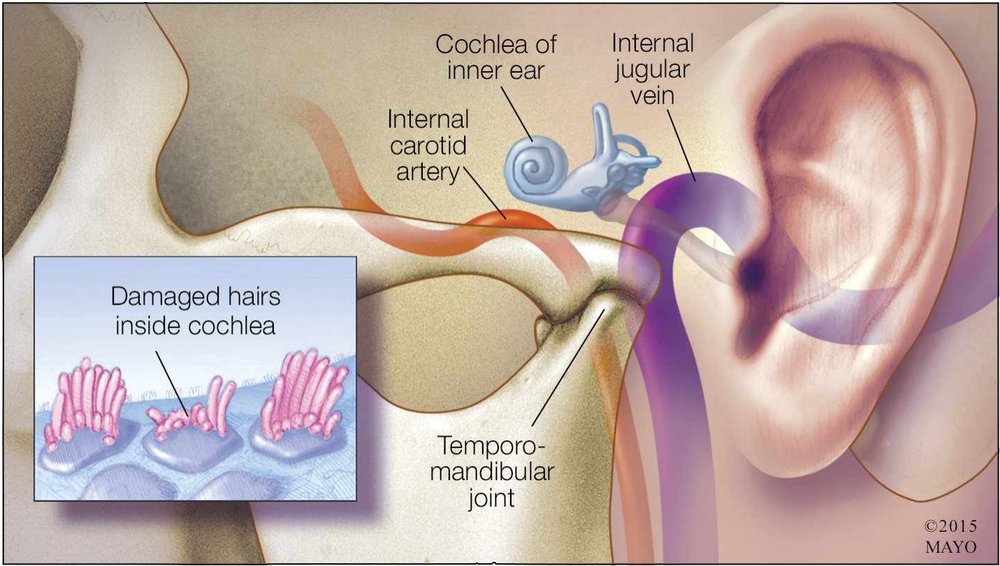 Cochlea of
inner ear
Internal
jugular
vein
Internal
carotid
artery
Damaged hairs
inside cochlea
Temporo-
mandibular
joint
©2015
MAYO